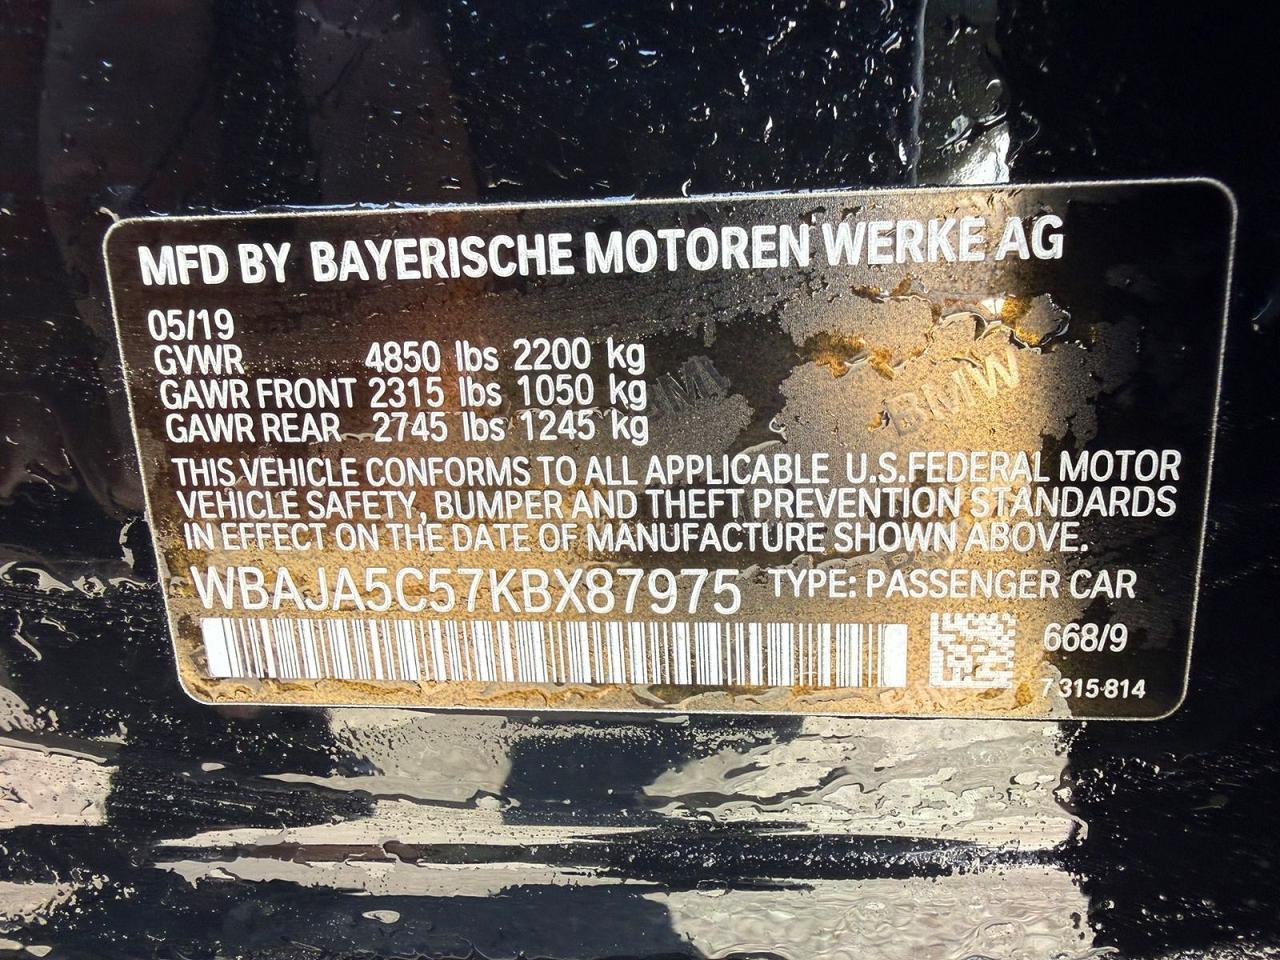 MFD BY BAYERISCHE MOTOREN WERKE AG
05/19
GVWR 4850 lbs 2200 kg
GAWR FRONT 2315 lbs 1050 kg
GAWR REAR 2745 lbs 1245 kg
BMW
THIS VEHICLE CONFORMS TO ALL APPLICABLE U.S.FEDERAL MOTOR
VEHICLE SAFETY, BUMPER AND THEFT PREVENTION STANDARDS
IN EFFECT ON THE DATE OF MANUFACTURE SHOWN ABOVE.
WBAJA5C57KBX87975 TYPE: PASSENGER CAR
668/9
7 315·814